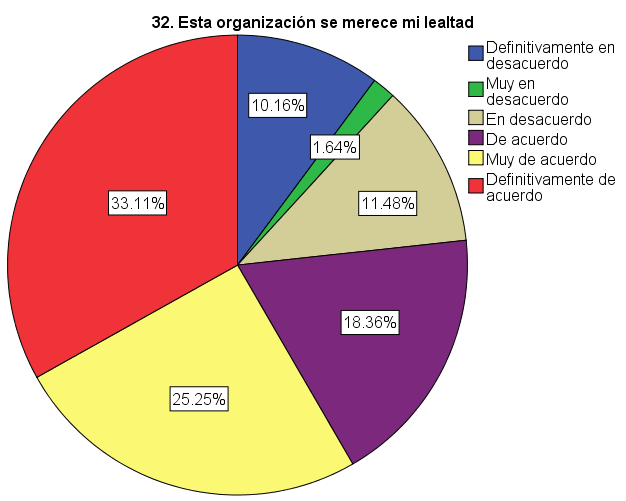 32. Esta organización se merece mi lealtad
Definitivamente en
desacuerdo
Muy en
desacuerdo
En desacuerdo
De acuerdo
Muy de acuerdo
Definitivamente de
acuerdo
10.16%
1.64%
11.48%
18.36%
25.25%
33.11%